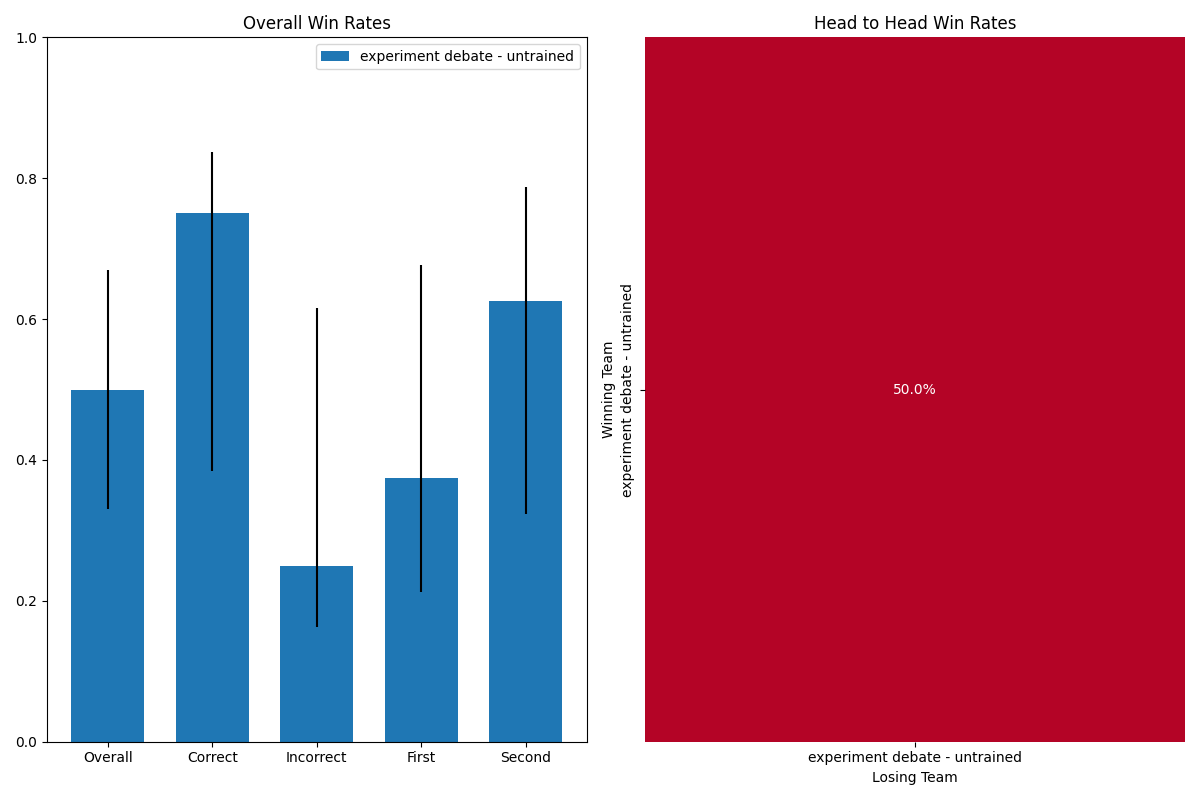 Overall Win Rates
experiment debate - untrained
1.0
0.8
0.6
0.4
0.2
0.0
Overall
Correct
Incorrect
First
Second
Head to Head Win Rates
Winning Team
experiment debate - untrained
50.0%
experiment debate - untrained
Losing Team